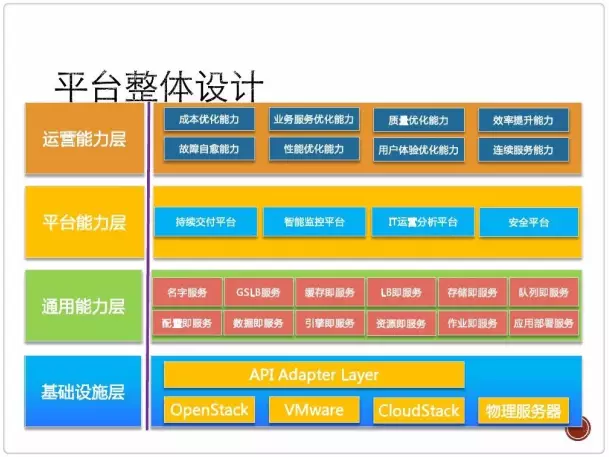 平台整体设计
运营能力层
成本优化能力 业务服务优化能力 质量优化能力 效率提升能力
故障自愈能力 性能优化能力 用户体验优化能力 连续服务能力
平台能力层
持续交付平台 智能监控平台 IT运营分析平台 安全平台
通用能力层
名字服务 GSLB服务 缓存即服务 LB即服务 存储即服务 队列即服务
配置即服务 数据即服务 引擎即服务 资源即服务 作业即服务 应用部署服务
基础设施层
API Adapter Layer
OpenStack VMware CloudStack 物理服务器